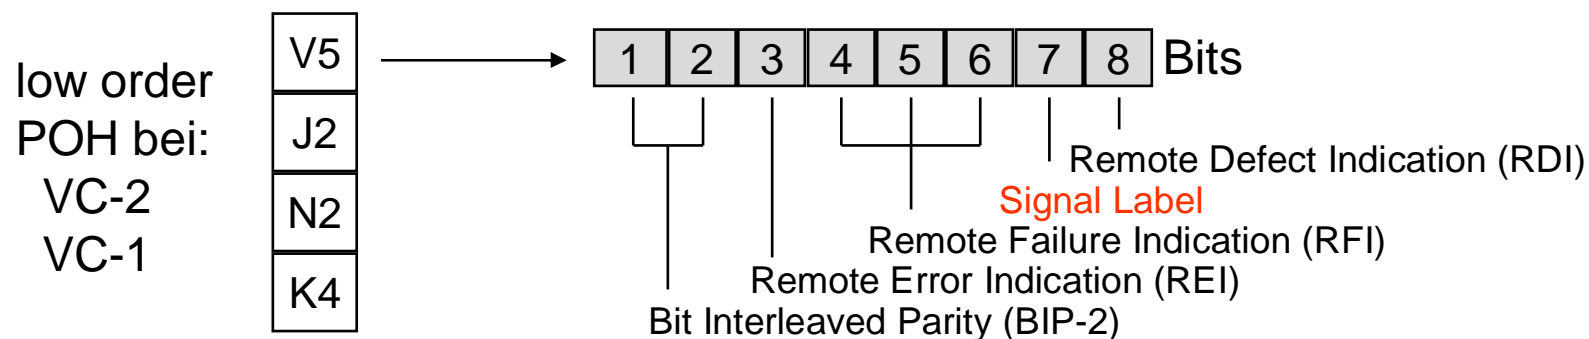 low order
POH bei:
VC-2
VC-1
V5
J2
N2
K4
1 2 3 4 5 6 7 8 Bits
Remote Defect Indication (RDI)
Signal Label
Remote Failure Indication (RFI)
Remote Error Indication (REI)
Bit Interleaved Parity (BIP-2)